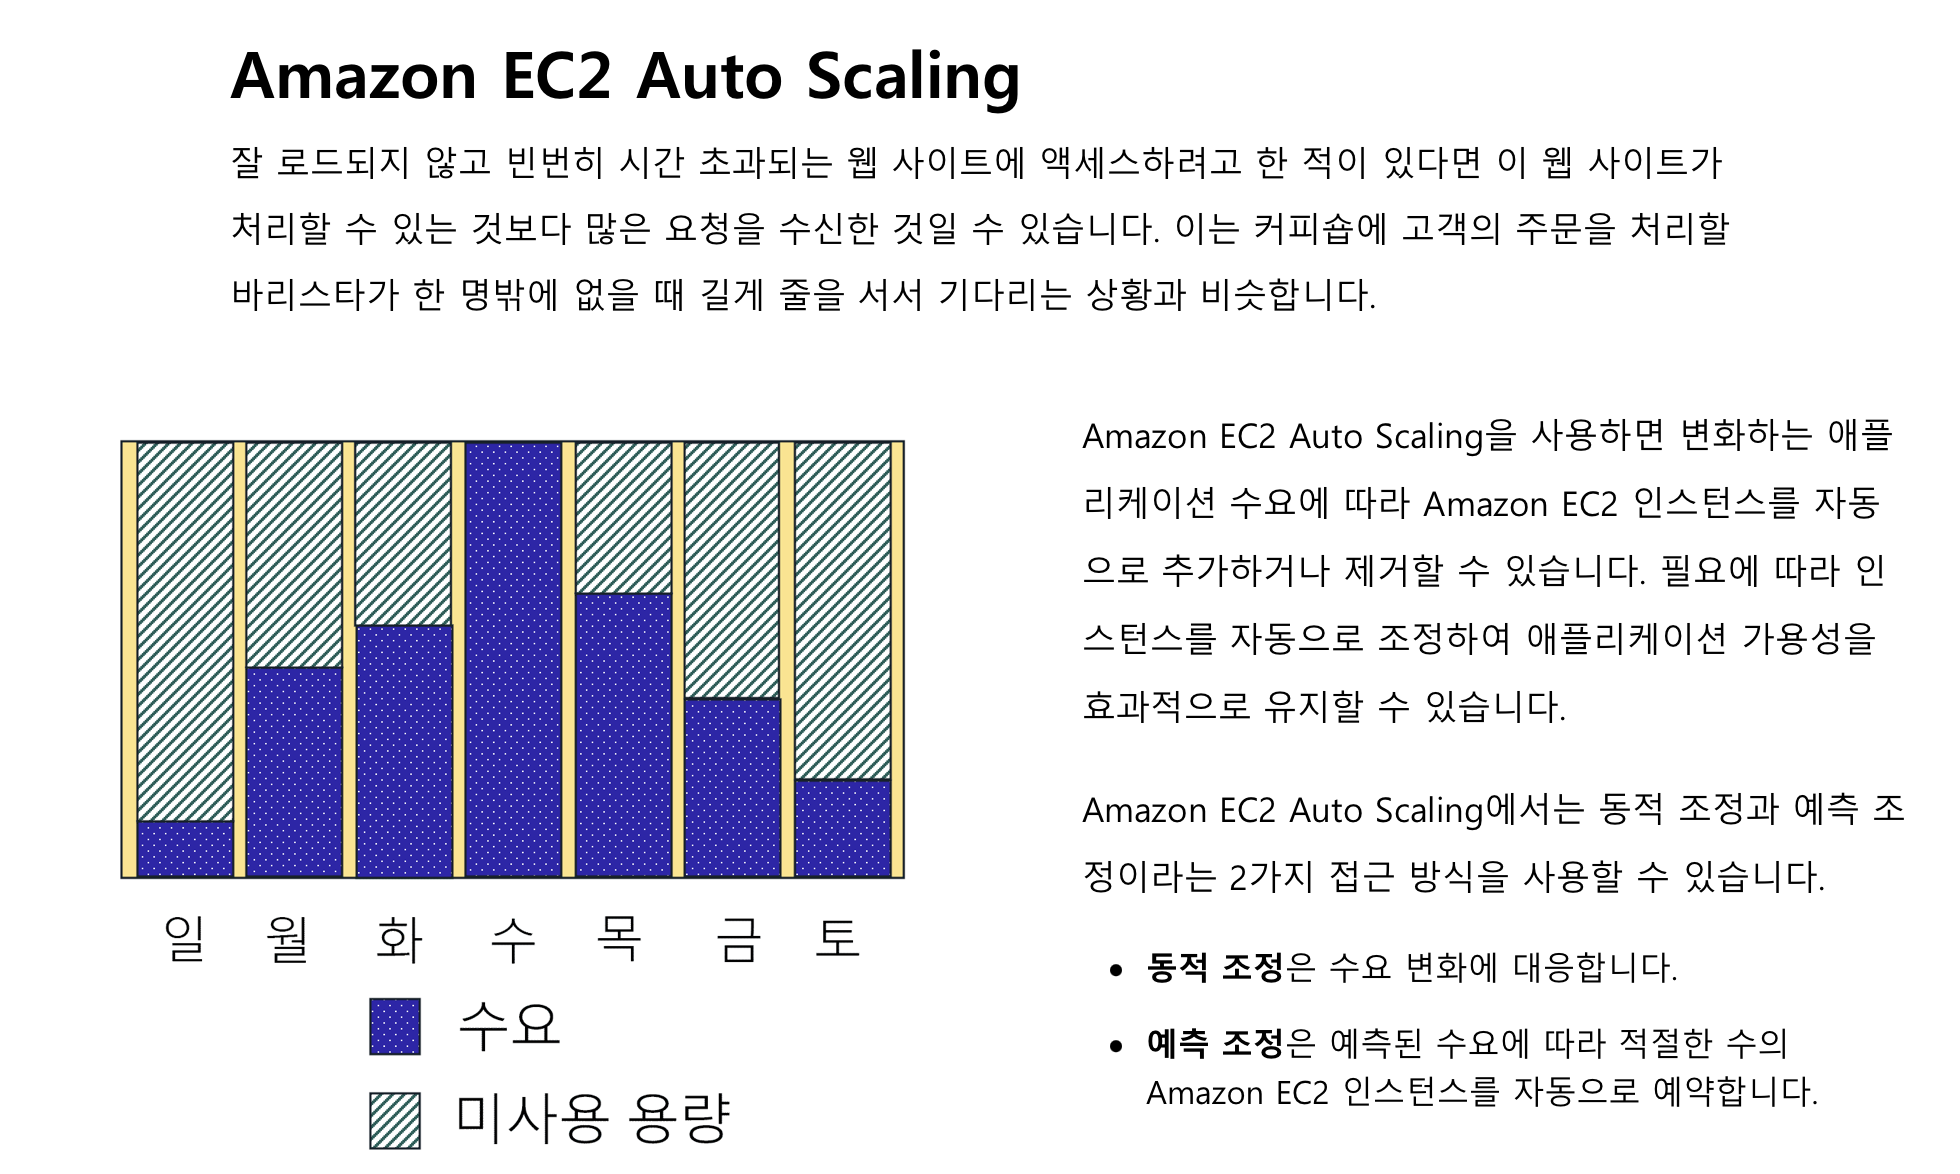 Amazon EC2 Auto Scaling
잘 로드되지 않고 빈번히 시간 초과되는 웹 사이트에 액세스하려고 한 적이 있다면 이 웹 사이트가
처리할 수 있는 것보다 많은 요청을 수신한 것일 수 있습니다. 이는 커피숍에 고객의 주문을 처리할
바리스타가 한 명밖에 없을 때 길게 줄을 서서 기다리는 상황과 비슷합니다.
일 월 화 수 목 금 토
수요
미사용 용량
Amazon EC2 Auto Scaling을 사용하면 변화하는 애플
리케이션 수요에 따라 Amazon EC2 인스턴스를 자동
으로 추가하거나 제거할 수 있습니다. 필요에 따라 인
스턴스를 자동으로 조정하여 애플리케이션 가용성을
효과적으로 유지할 수 있습니다.
Amazon EC2 Auto Scaling에서는 동적 조정과 예측 조
정이라는 2가지 접근 방식을 사용할 수 있습니다.
• 동적 조정은 수요 변화에 대응합니다.
• 예측 조정은 예측된 수요에 따라 적절한 수의
Amazon EC2 인스턴스를 자동으로 예약합니다.